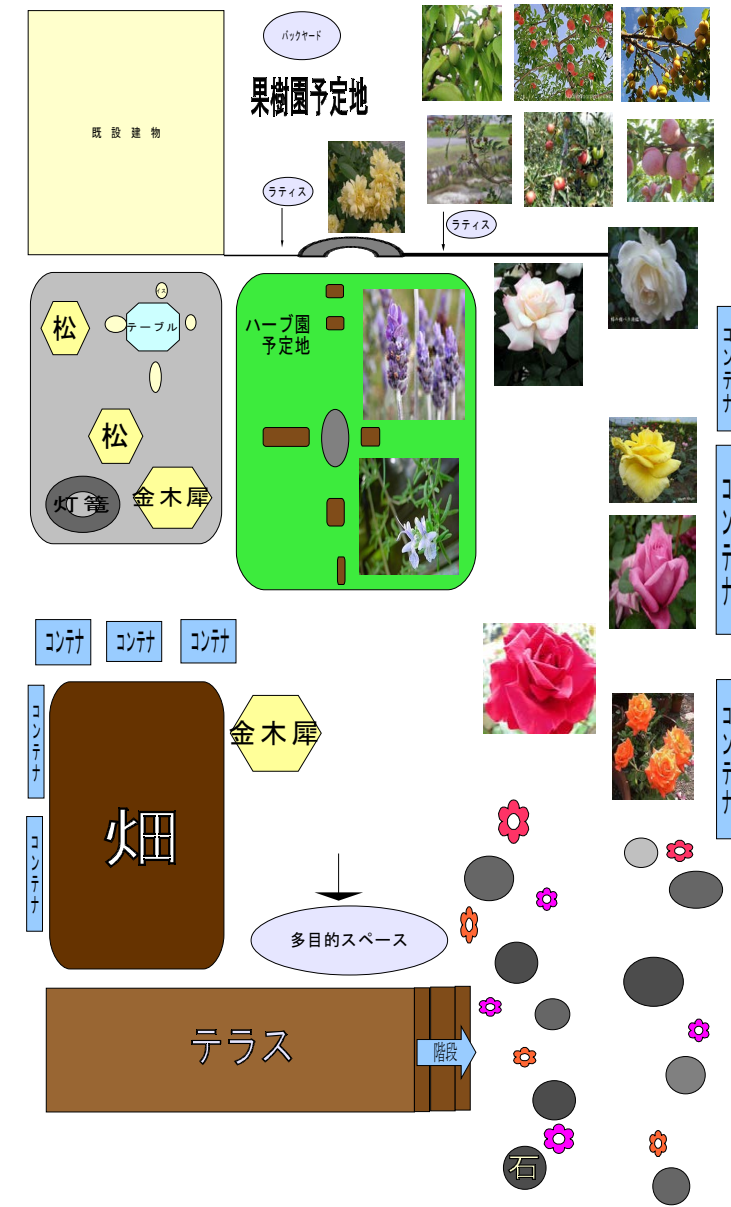 バックヤード
果樹園予定地
既設建物
ラティス
ラティス
イス
テーブル
松
ハーブ園
予定地
松
灯篭
金木犀
コンテナ
コンテナ
コンテナ
コンテナ
コンテナ
コンテナ
コンテナ
コンテナ
金木犀
畑
多目的スペース
テラス
階段
石